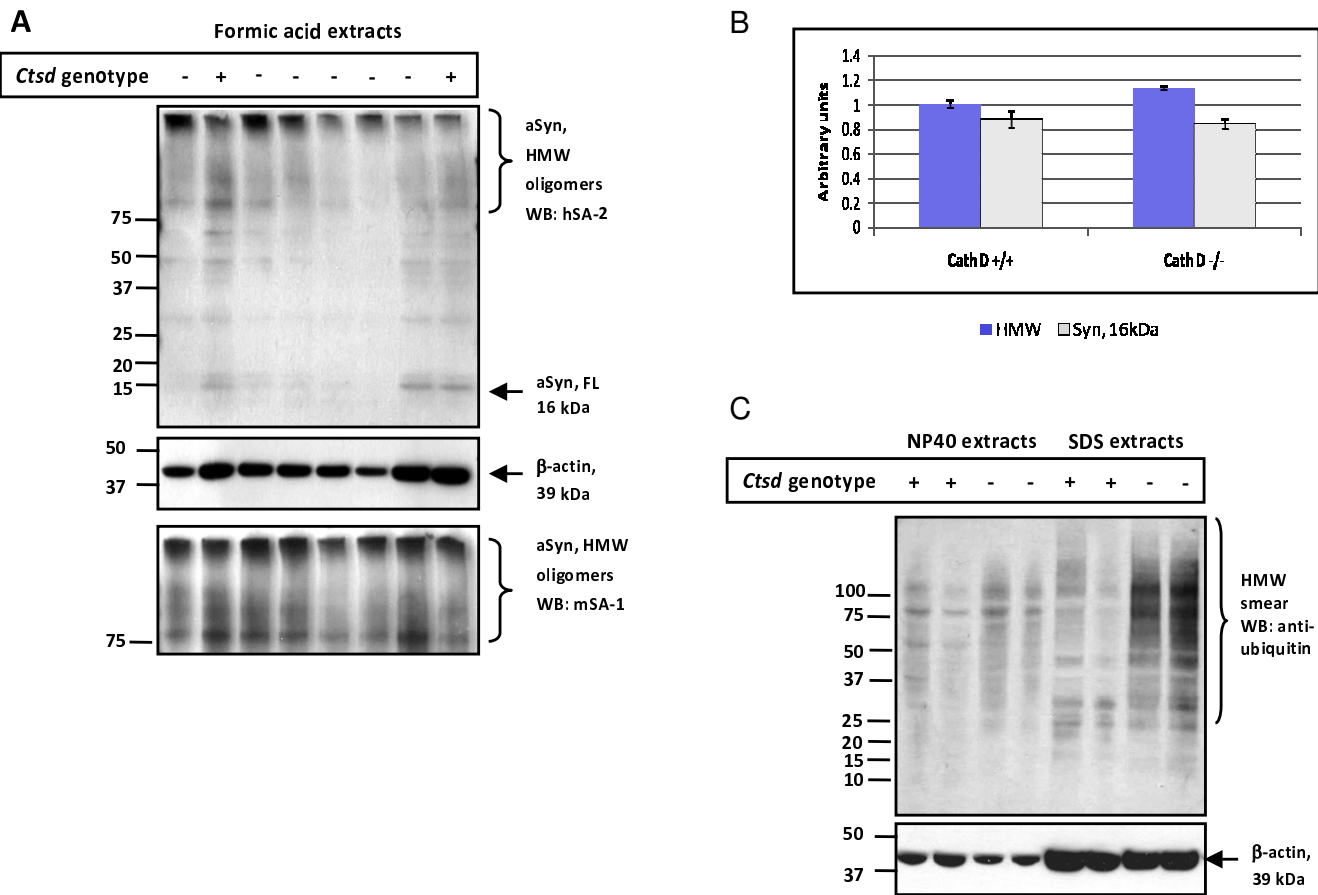 A
Formic acid extracts
Ctsd genotype - + - - - - - +
aSyn,
HMW
oligomers
WB: hSA-2
75
50
37
25
20
15
aSyn, FL
16 kDa
50
37
β-actin,
39 kDa
aSyn, HMW
oligomers
WB: mSA-1
75
B
1.4
1.2
1
0.8
0.6
0.4
0.2
0
Arbitrary units
Cath D +/+
Cath D -/-
HMW
Syn, 16kDa
C
NP40 extracts SDS extracts
Ctsd genotype + + - - + + - -
100
75
50
37
25
20
15
10
HMW
smear
WB: anti-
ubiquitin
50
37
β-actin,
39 kDa